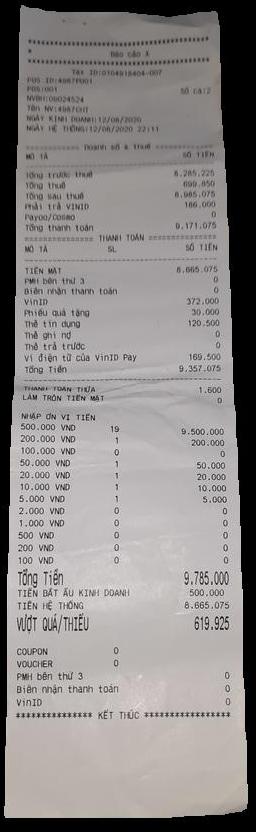 ****************************************
* Báo cáo X *
****************************************
Tax ID:0104918404-007
POS ID:4987P001
POS:001 Số ca:2
NVBH:08024524
Tên NV:4987CHT
NGÀY KINH DOANH:12/08/2020
NGÀY HỆ THỐNG:12/08/2020 22:11
============== Doanh số & thuế ==============
MÔ TẢ SỐ TIỀN
Tổng trước thuế 8.285.225
Tổng thuế 699.850
Tổng sau thuế 8.985.075
Phải trả VINID 186.000
Payoo/Cosmo 0
Tổng thanh toán 9.171.075
============== THANH TOÁN ==============
MÔ TẢ SL SỐ TIỀN
TIỀN MẶT 8.665.075
PMH bên thứ 3 0
Biên nhận thanh toán 0
VinID 372.000
Phiếu quà tặng 30.000
Thẻ tín dụng 120.500
Thẻ ghi nợ 0
Thẻ trả trước 0
Ví điện tử của VinID Pay 169.500
Tổng Tiền 9.357.075
THANH TOÁN THỪA 1.600
LÀM TRÒN TIỀN MẶT 0
NHẬP ƠN VỊ TIỀN
500.000 VND 19 9.500.000
200.000 VND 1 200.000
100.000 VND 0 0
50.000 VND 1 50.000
20.000 VND 1 20.000
10.000 VND 1 10.000
5.000 VND 1 5.000
2.000 VND 0 0
1.000 VND 0 0
500 VND 0 0
200 VND 0 0
100 VND 0 0
Tổng Tiền 9.785.000
TIỀN BẮT ẦU KINH DOANH 500.000
TIỀN HỆ THỐNG 8.665.075
VƯỢT QUÁ/THIẾU 619.925
COUPON 0
VOUCHER 0
PMH bên thứ 3 0
Biên nhận thanh toán 0
VinID 0
*************** KẾT THÚC *****************